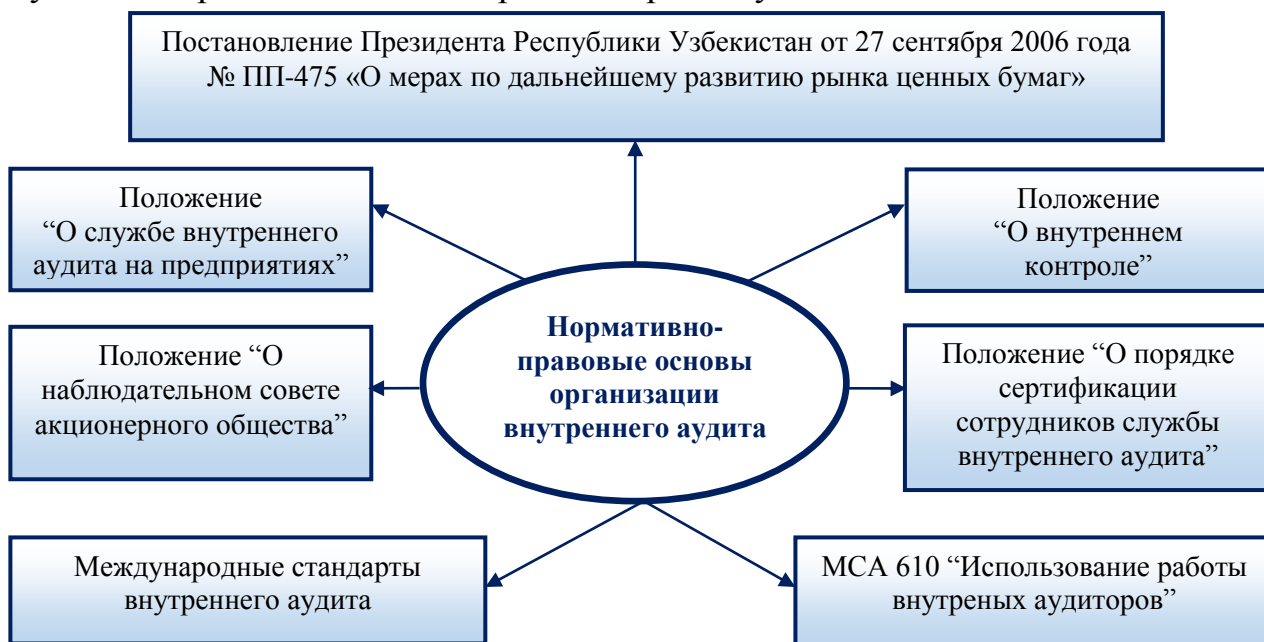 Постановление Президента Республики Узбекистан от 27 сентября 2006 года
№ ПП-475 «О мерах по дальнейшему развитию рынка ценных бумаг»
Положение
“О службе внутреннего
аудита на предприятиях”
Положение
“О внутреннем
контроле”
Нормативно-
правовые основы
организации
внутреннего аудита
Положение “О
наблюдательном совете
акционерного общества”
Положение “О порядке
сертификации
сотрудников службы
внутреннего аудита”
Международные стандарты
внутреннего аудита
МСА 610 “Использование работы
внутреных аудиторов”